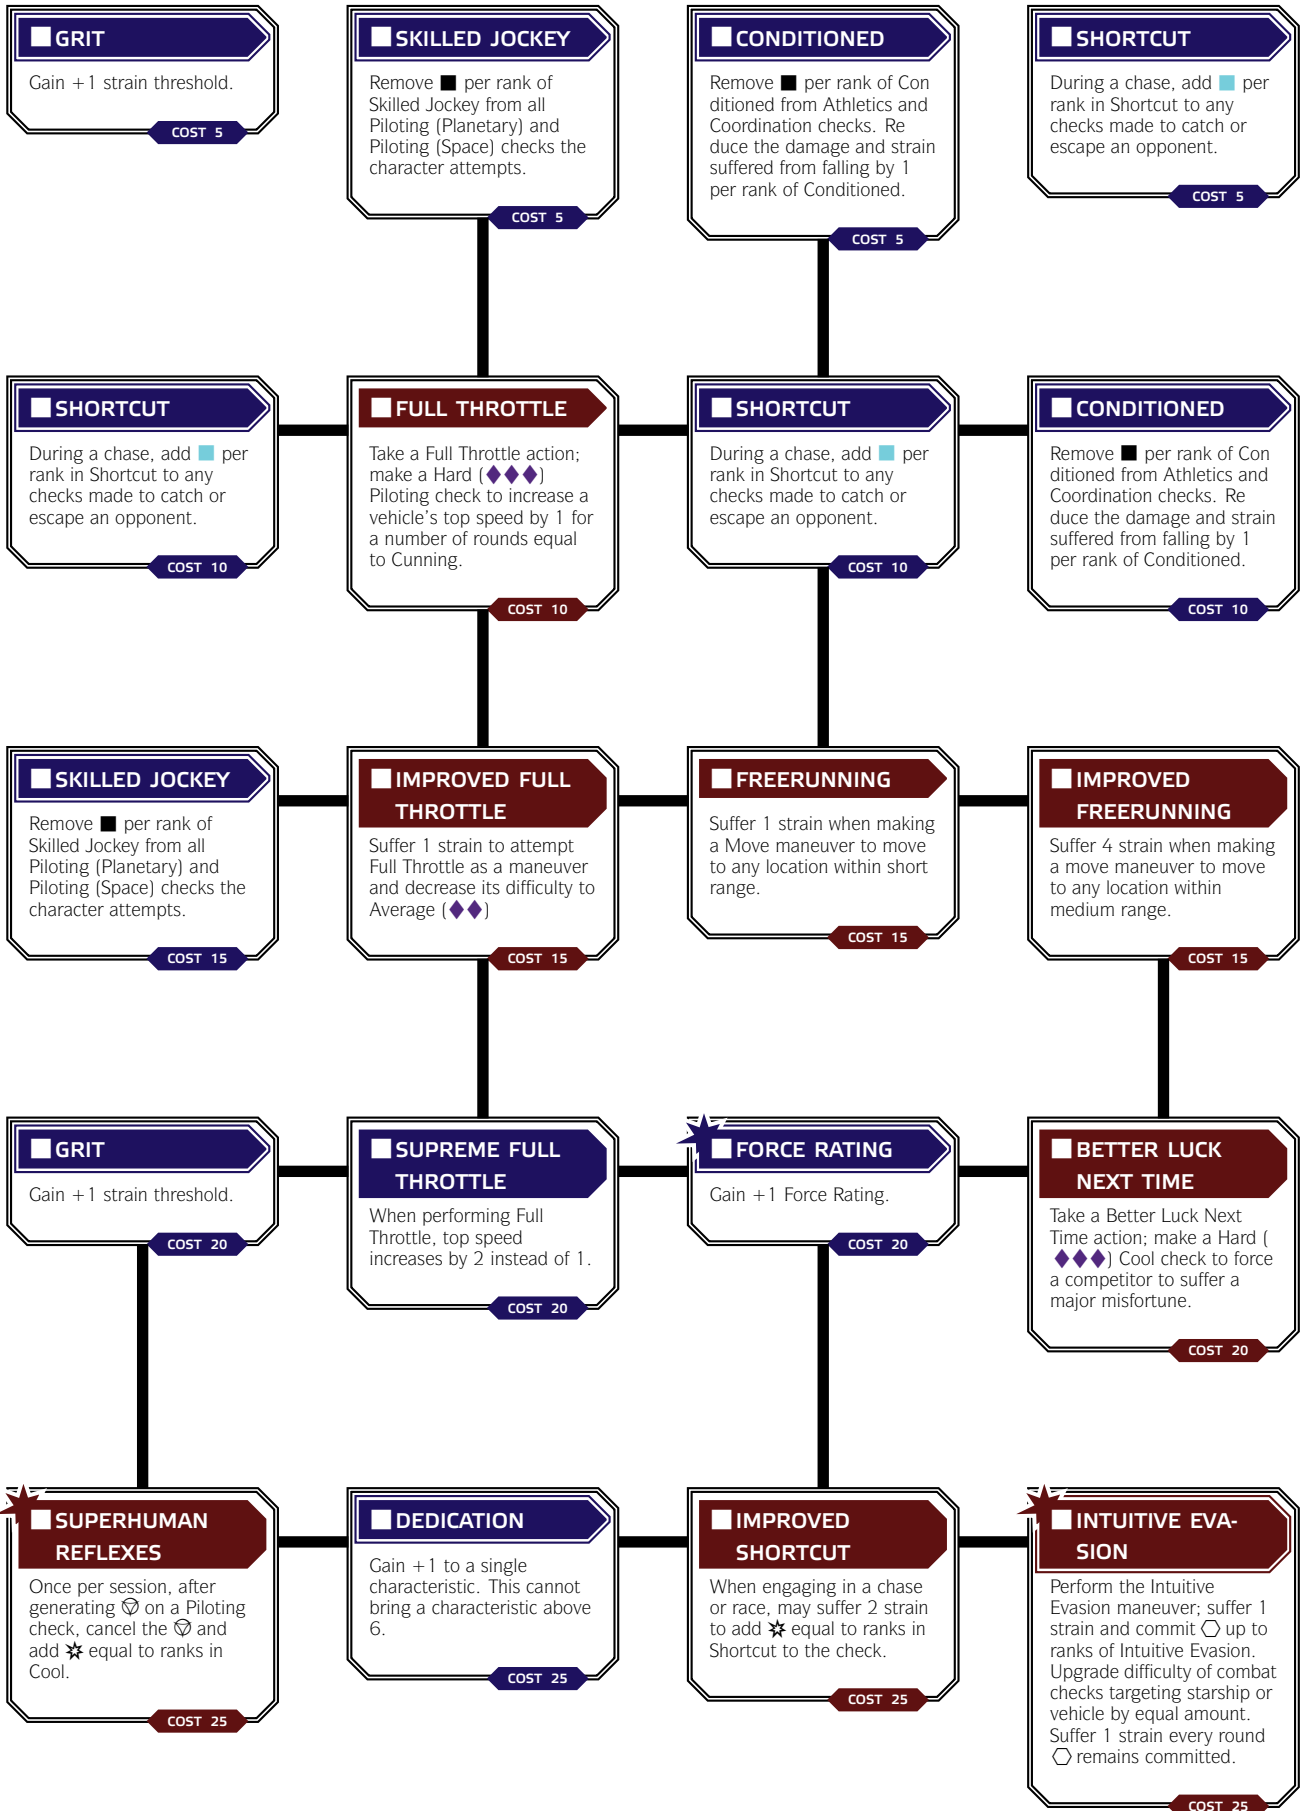 GRIT
Gain +1 strain threshold.
COST 5
SKILLED JOCKEY
Remove per rank of
Skilled Jockey from all
Piloting (Planetary) and
Piloting (Space) checks the
character attempts.
COST 5
CONDITIONED
Remove per rank of Con
ditioned from Athletics and
Coordination checks. Re
duce the damage and strain
suffered from falling by 1
per rank of Conditioned.
COST 5
SHORTCUT
During a chase, add per
rank in Shortcut to any
checks made to catch or
escape an opponent.
COST 5
SHORTCUT
During a chase, add per
rank in Shortcut to any
checks made to catch or
escape an opponent.
COST 10
FULL THROTTLE
Take a Full Throttle action;
make a Hard (♦♦♦)
Piloting check to increase a
vehicle's top speed by 1 for
a number of rounds equal
to Cunning.
COST 10
SHORTCUT
During a chase, add per
rank in Shortcut to any
checks made to catch or
escape an opponent.
COST 10
CONDITIONED
Remove per rank of Con
ditioned from Athletics and
Coordination checks. Re
duce the damage and strain
suffered from falling by 1
per rank of Conditioned.
COST 10
SKILLED JOCKEY
Remove per rank of
Skilled Jockey from all
Piloting (Planetary) and
Piloting (Space) checks the
character attempts.
COST 15
IMPROVED FULL
THROTTLE
Suffer 1 strain to attempt
Full Throttle as a maneuver
and decrease its difficulty to
Average (♦♦)
COST 15
FREERUNNING
Suffer 1 strain when making
a Move maneuver to move
to any location within short
range.
COST 15
IMPROVED
FREERUNNING
Suffer 4 strain when making
a move maneuver to move
to any location within
medium range.
COST 15
GRIT
Gain +1 strain threshold.
COST 20
SUPREME FULL
THROTTLE
When performing Full
Throttle, top speed
increases by 2 instead of 1.
COST 20
FORCE RATING
Gain +1 Force Rating.
COST 20
BETTER LUCK
NEXT TIME
Take a Better Luck Next
Time action; make a Hard (
♦♦♦) Cool check to force
a competitor to suffer a
major misfortune.
COST 20
SUPERHUMAN
REFLEXES
Once per session, after
generating on a Piloting
check, cancel the and
add equal to ranks in
Cool.
COST 25
DEDICATION
Gain +1 to a single
characteristic. This cannot
bring a characteristic above
6.
COST 25
IMPROVED
SHORTCUT
When engaging in a chase
or race, may suffer 2 strain
to add equal to ranks in
Shortcut to the check.
COST 25
INTUITIVE EVA-
SION
Perform the Intuitive
Evasion maneuver; suffer 1
strain and commit up to
ranks of Intuitive Evasion.
Upgrade difficulty of combat
checks targeting starship or
vehicle by equal amount.
Suffer 1 strain every round
remains committed.
COST 25